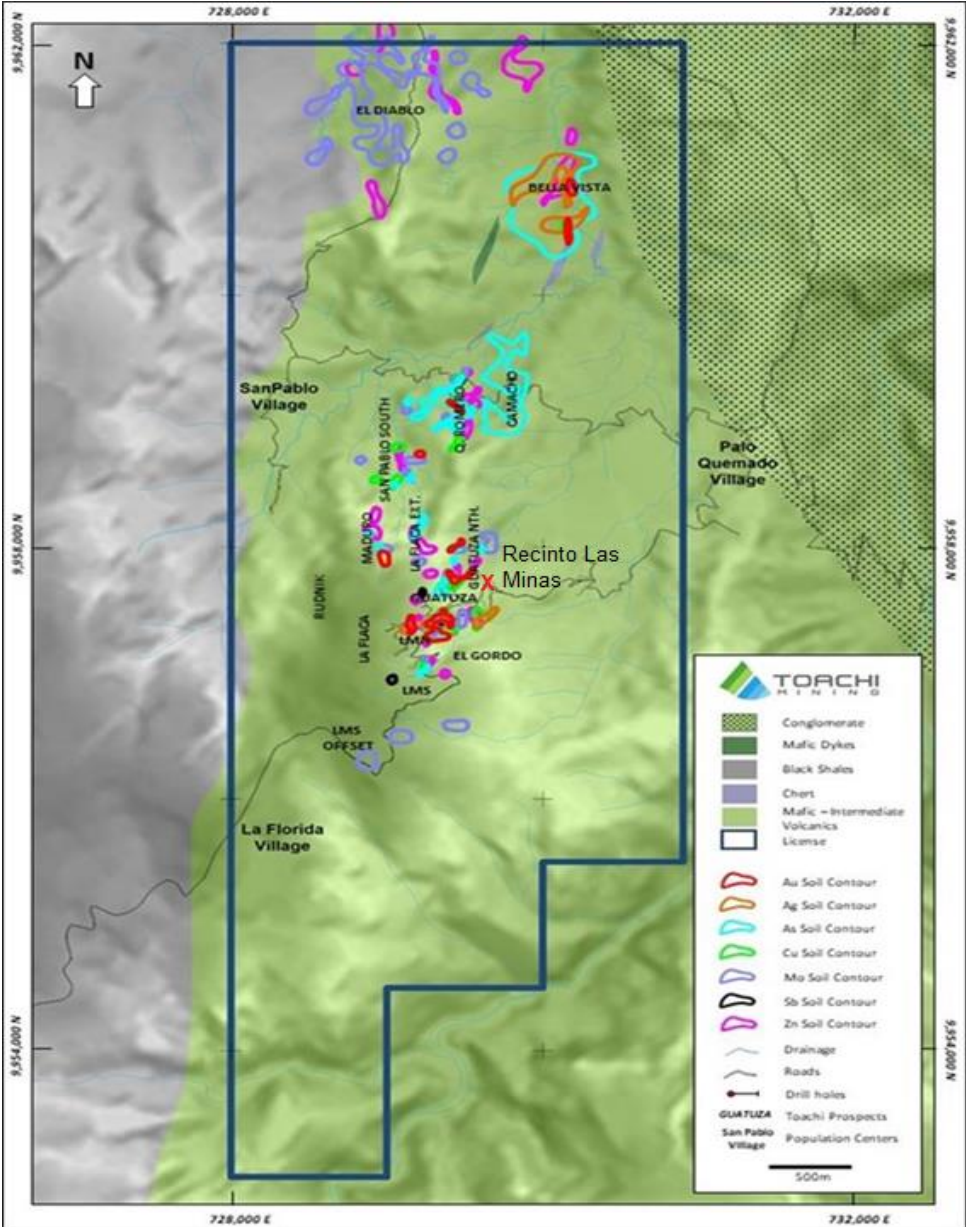 728,000 E
732,000 E
9,962,000 N
9,962,000 N
N
EL DIABLO
BELLA VISTA
SanPablo
Village
SAN PABLO SOUTH
Q. ROMERO
CAMACHO
Palo
Quemado
Village
MADURO
LA FLACA EXT.
GUATUZA NTH.
9,958,000 N
9,958,000 N
Recinto Las
X Minas
RUDNIK
GUATUZA
LA FLACA
LMN
EL GORDO
LMS
LMS
OFFSET
La Florida
Village
TOACHI
MINING
Conglomerate
Mafic Dykes
Black Shales
Chert
Mafic – Intermediate
Volcanics
License
Au Soil Contour
Ag Soil Contour
As Soil Contour
Cu Soil Contour
Mo Soil Contour
Sb Soil Contour
Zn Soil Contour
Drainage
Roads
Drill holes
GUATUZA Toachi Prospects
San Pablo
Village Population Centers
500m
9,954,000 N
9,954,000 N
728,000 E
732,000 E